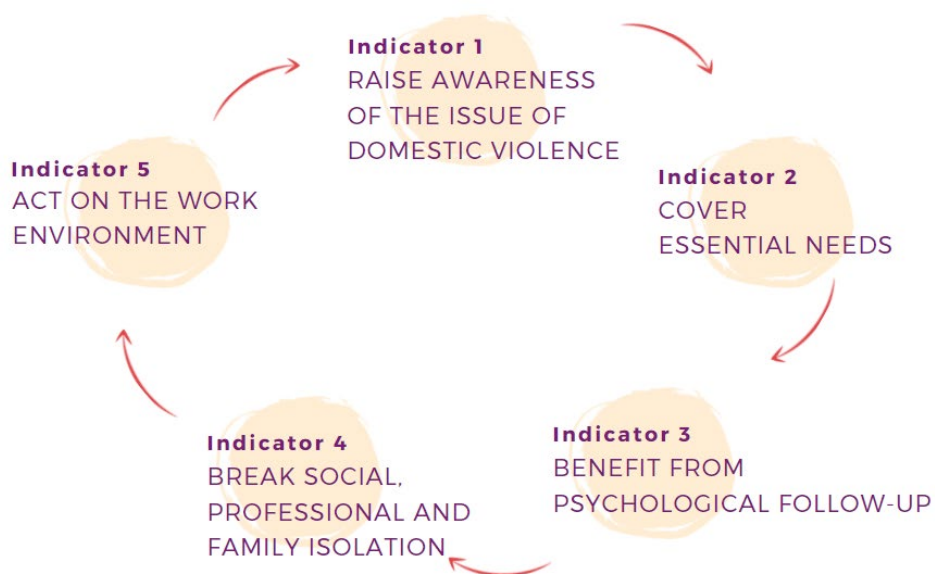 Indicator 1
RAISE AWARENESS
OF THE ISSUE OF
DOMESTIC VIOLENCE
Indicator 2
COVER
ESSENTIAL NEEDS
Indicator 3
BENEFIT FROM
PSYCHOLOGICAL FOLLOW-UP
Indicator 4
BREAK SOCIAL,
PROFESSIONAL AND
FAMILY ISOLATION
Indicator 5
ACT ON THE WORK
ENVIRONMENT